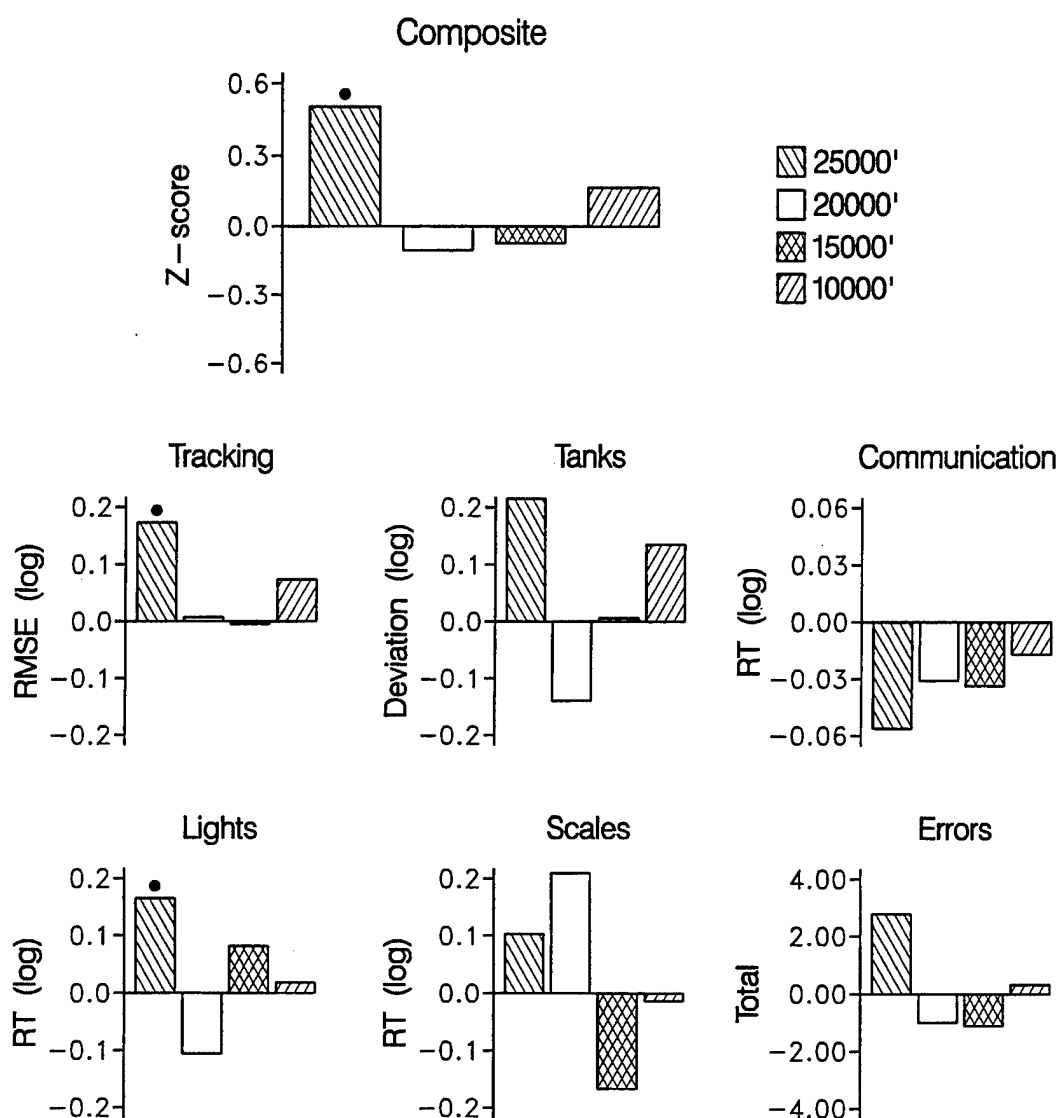 Composite
0.6
0.3
0.0
−0.3
−0.6
Z−score
25000'
20000'
15000'
10000'
Tracking
0.2
0.1
0.0
−0.1
−0.2
RMSE (log)
Tanks
0.2
0.1
0.0
−0.1
−0.2
Deviation (log)
Communication
0.06
0.03
0.00
−0.03
−0.06
RT (log)
Lights
0.2
0.1
0.0
−0.1
−0.2
RT (log)
Scales
0.2
0.1
0.0
−0.1
−0.2
RT (log)
Errors
4.00
2.00
0.00
−2.00
−4.00
Total